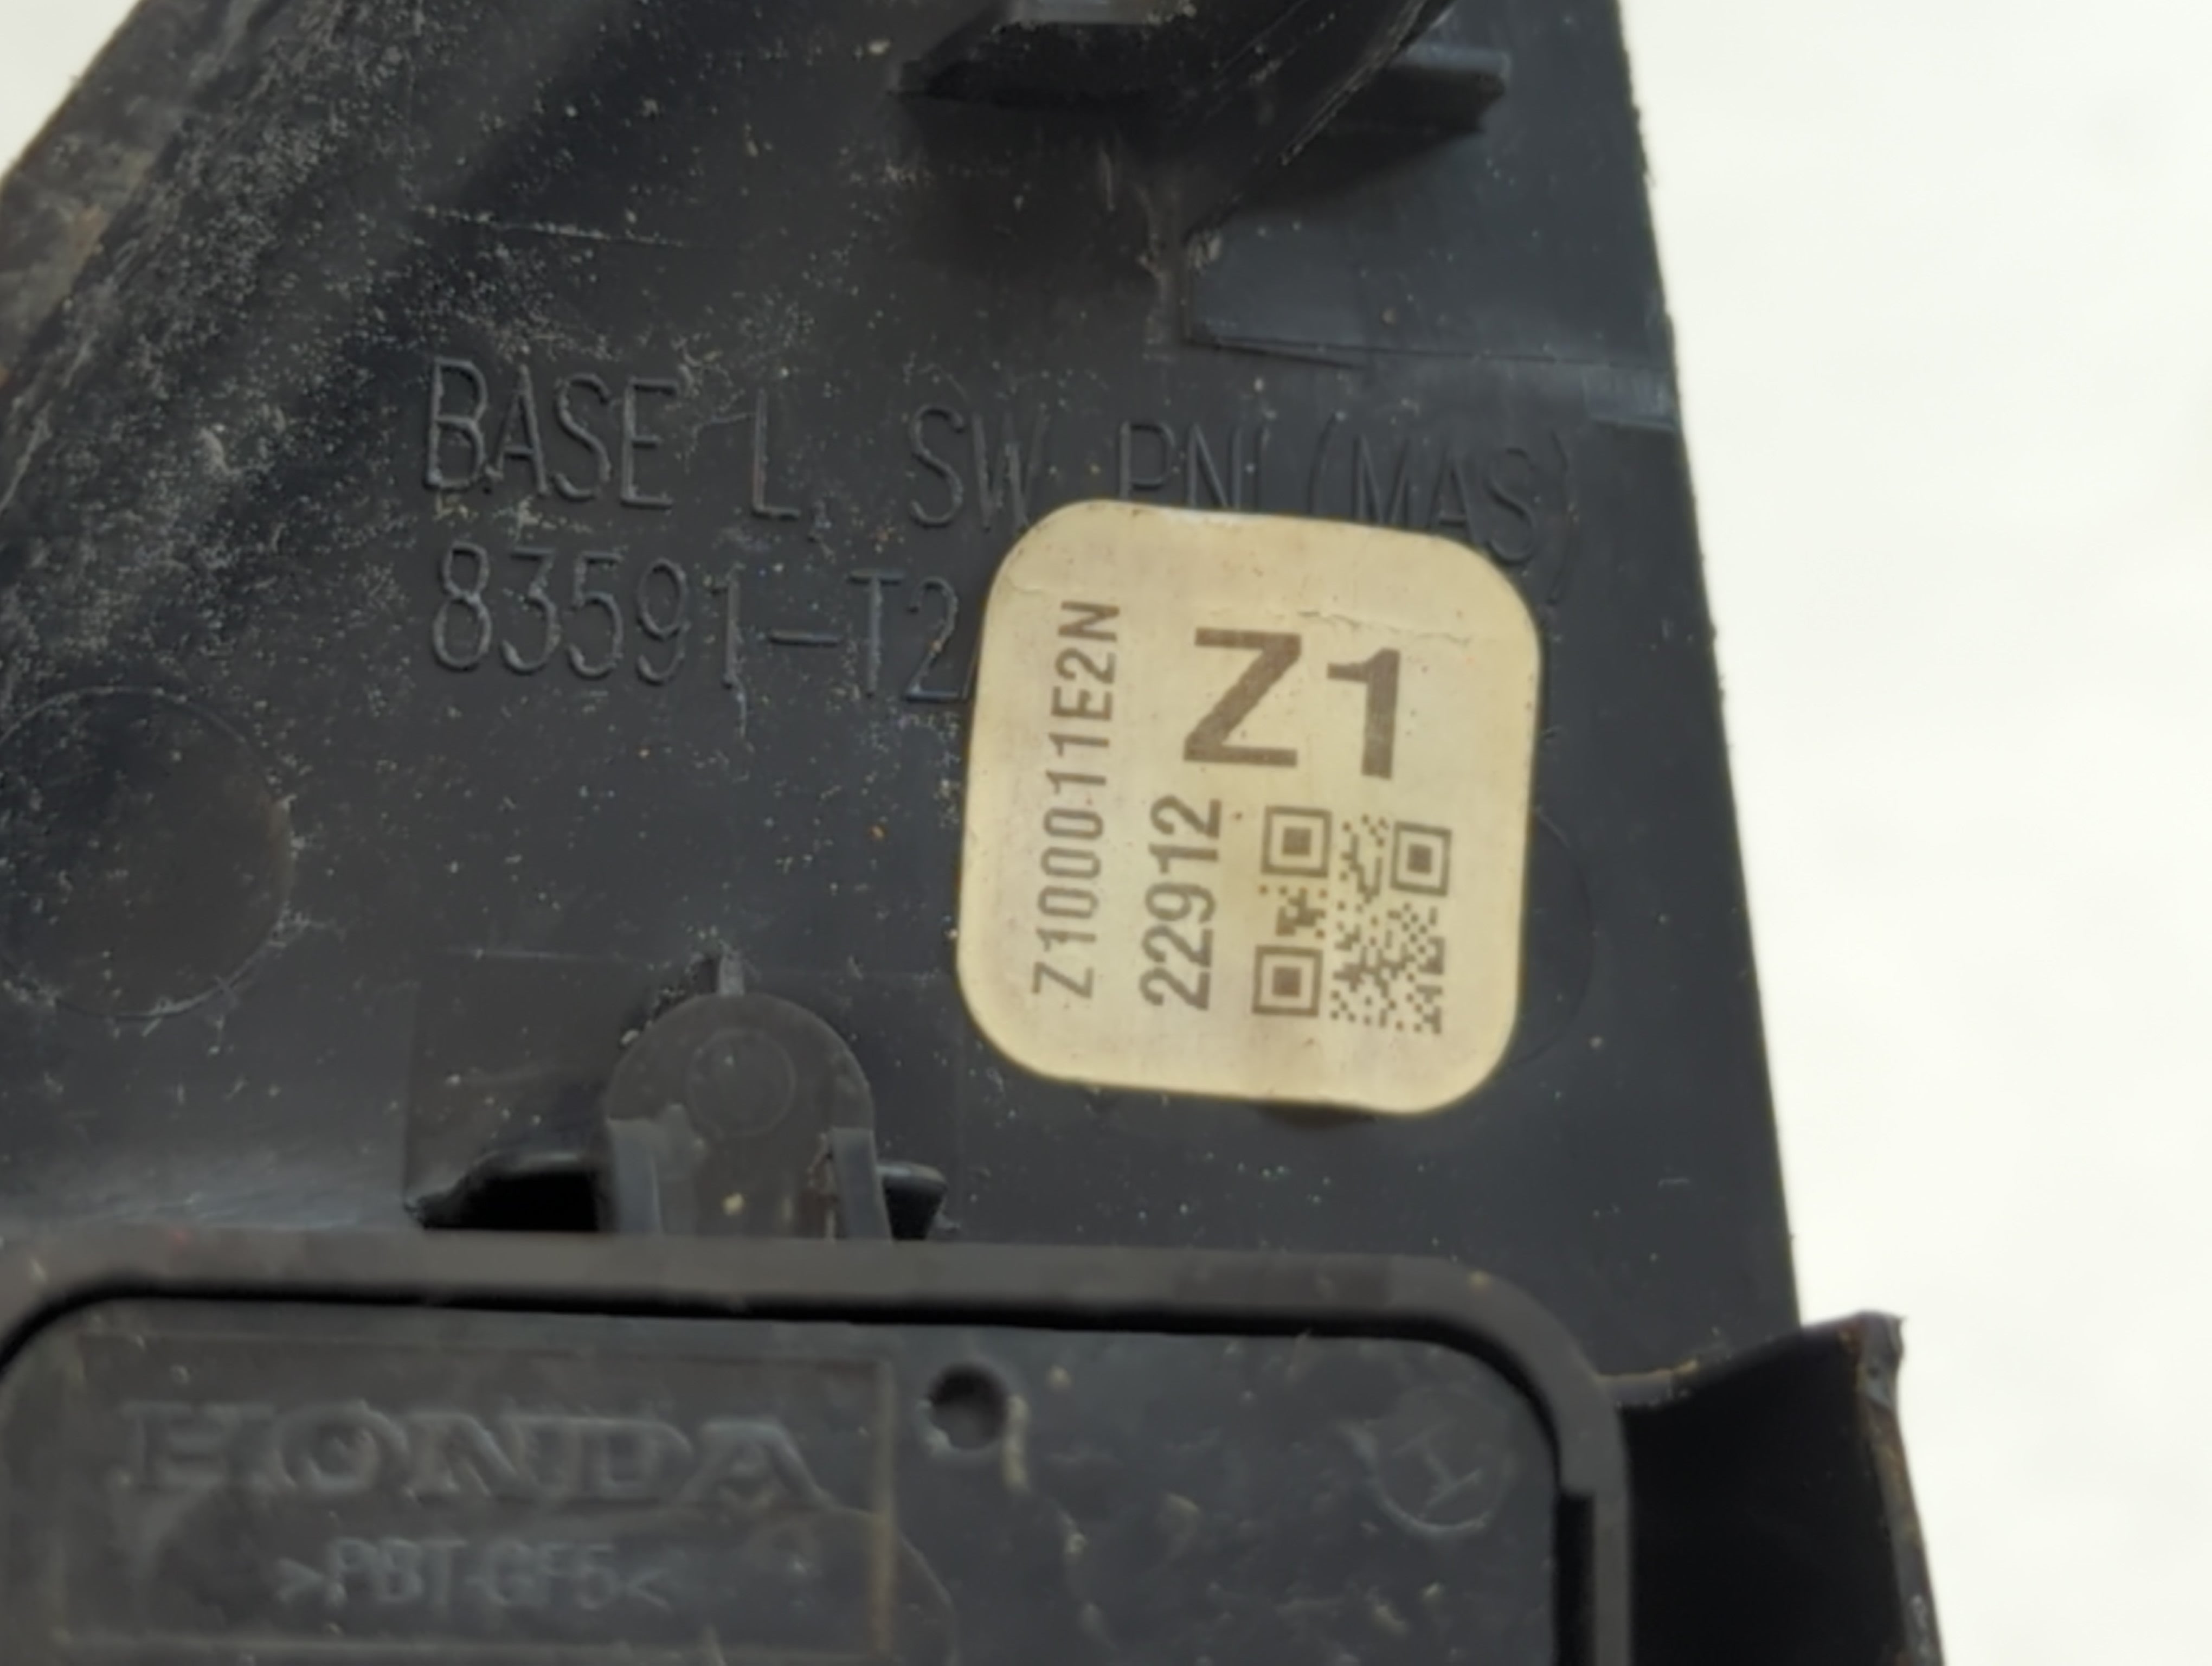 BASE L, SW PNL(MAS)
83591-T2
Z1
Z100011E2N
22912
HONDA
>PBT-GF5<